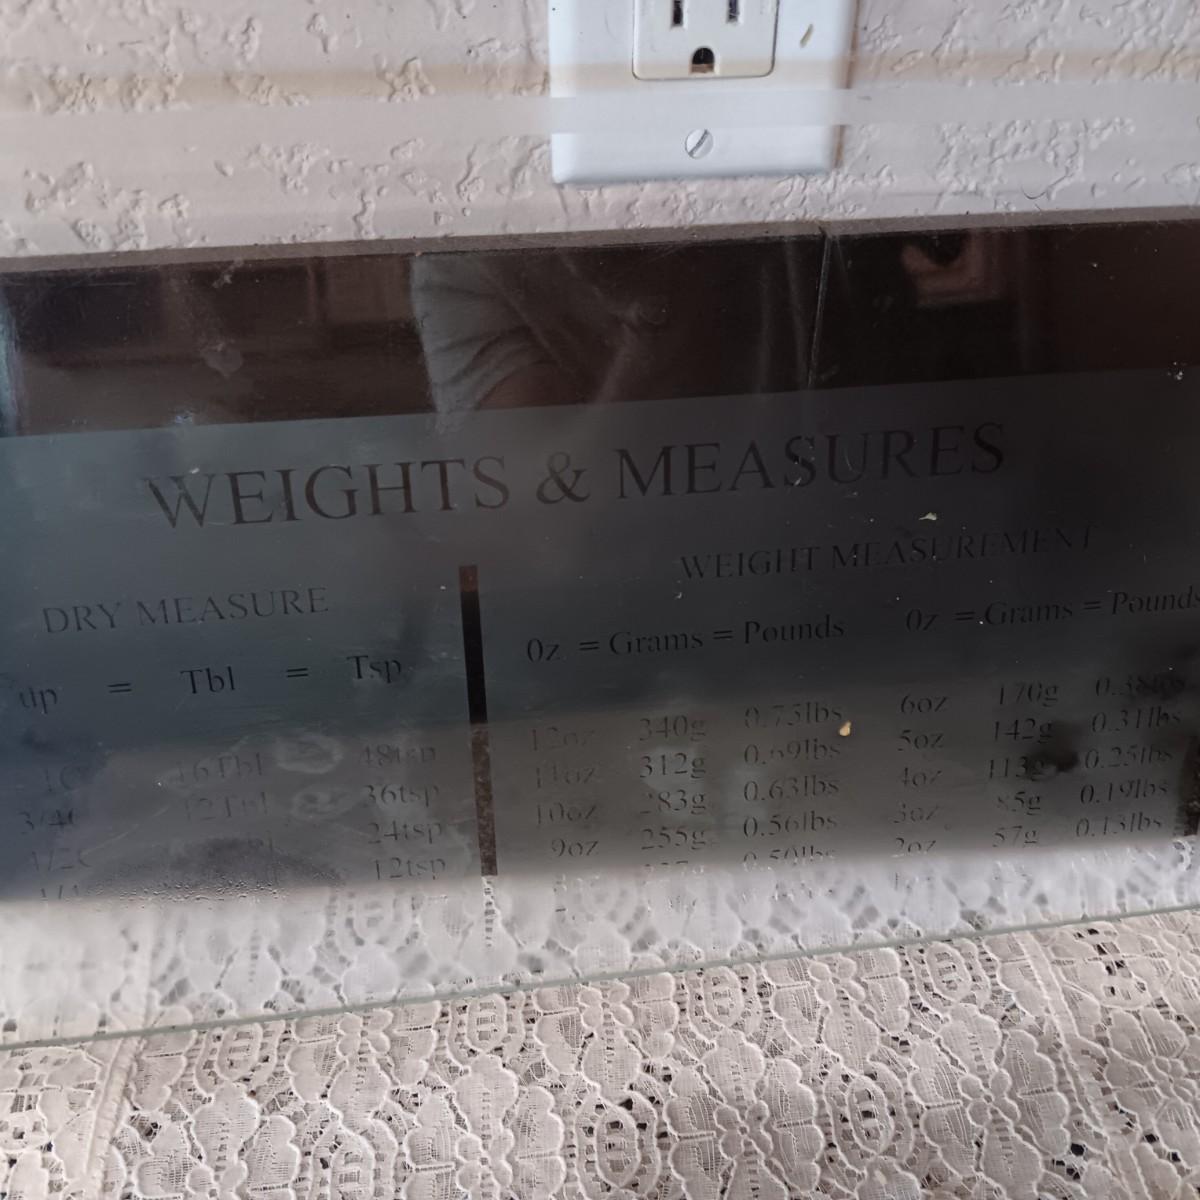 WEIGHTS & MEASURES
DRY MEASURE
= Tbl = Tsp
16Tbl 48tsp
12Tbl 36tsp
24tsp
12tsp
WEIGHT MEASUREMENT
0z = Grams = Pounds 0z = Grams = Pounds
12oz 340g 0.75lbs 6oz 170g
11oz 312g 0.69lbs 5oz 142g 0.31lbs
10oz 283g 0.63lbs 4oz 113g 0.25lbs
9oz 255g 0.56lbs 3oz 85g 0.19lbs
0.50lbs 2oz 57g 0.13lbs